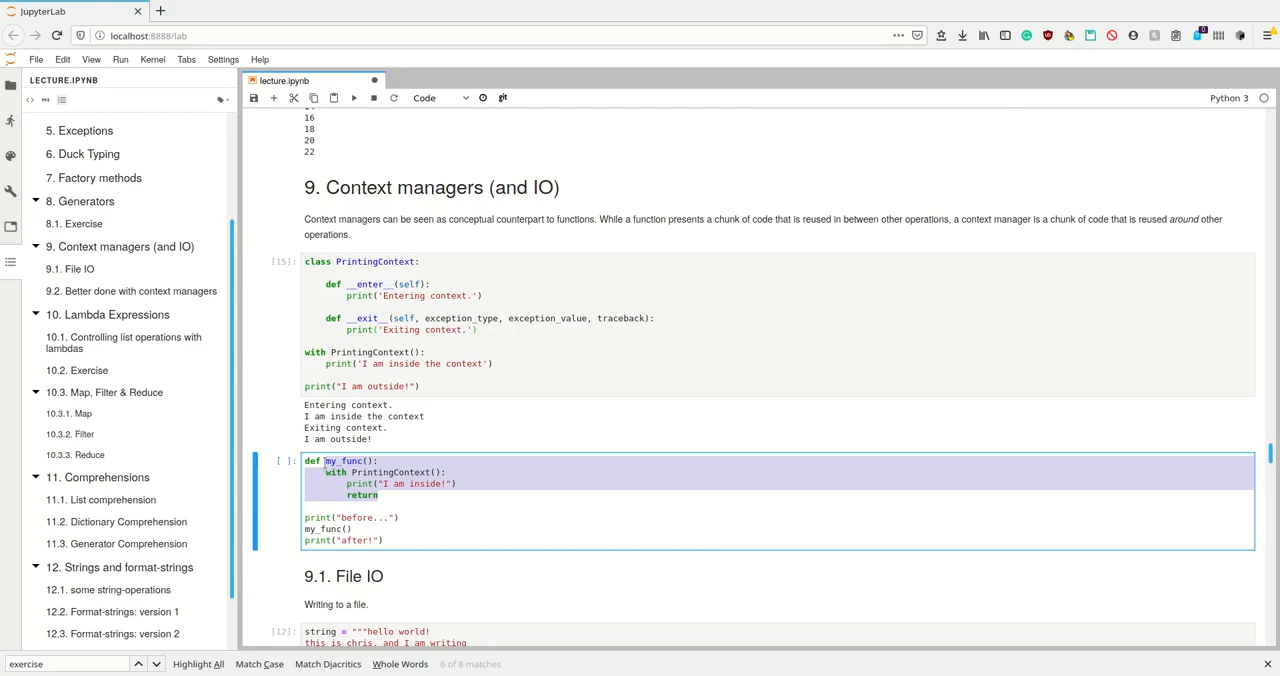 JupyterLab
localhost:8888/lab
File Edit View Run Kernel Tabs Settings Help
LECTURE.IPYNB
5. Exceptions
6. Duck Typing
7. Factory methods
8. Generators
8.1. Exercise
9. Context managers (and IO)
9.1. File IO
9.2. Better done with context managers
10. Lambda Expressions
10.1. Controlling list operations with
lambdas
10.2. Exercise
10.3. Map, Filter & Reduce
10.3.1. Map
10.3.2. Filter
10.3.3. Reduce
11. Comprehensions
11.1. List comprehension
11.2. Dictionary Comprehension
11.3. Generator Comprehension
12. Strings and format-strings
12.1. some string-operations
12.2. Format-strings: version 1
12.3. Format-strings: version 2
lecture.ipynb
Code git Python 3
16
18
20
22
9. Context managers (and IO)
Context managers can be seen as conceptual counterpart to functions. While a function presents a chunk of code that is reused in between other operations, a context manager is a chunk of code that is reused around other
operations.
[15]: class PrintingContext:
def __enter__(self):
print('Entering context.')
def __exit__(self, exception_type, exception_value, traceback):
print('Exiting context.')
with PrintingContext():
print('I am inside the context')
print("I am outside!")
Entering context.
I am inside the context
Exiting context.
I am outside!
[ ]: def my_func():
with PrintingContext():
print("I am inside!")
return
print("before...")
my_func()
print("after!")
9.1. File IO
Writing to a file.
[12]: string = """hello world!
this is chris, and I am writing
exercise Highlight All Match Case Match Diacritics Whole Words 6 of 8 matches